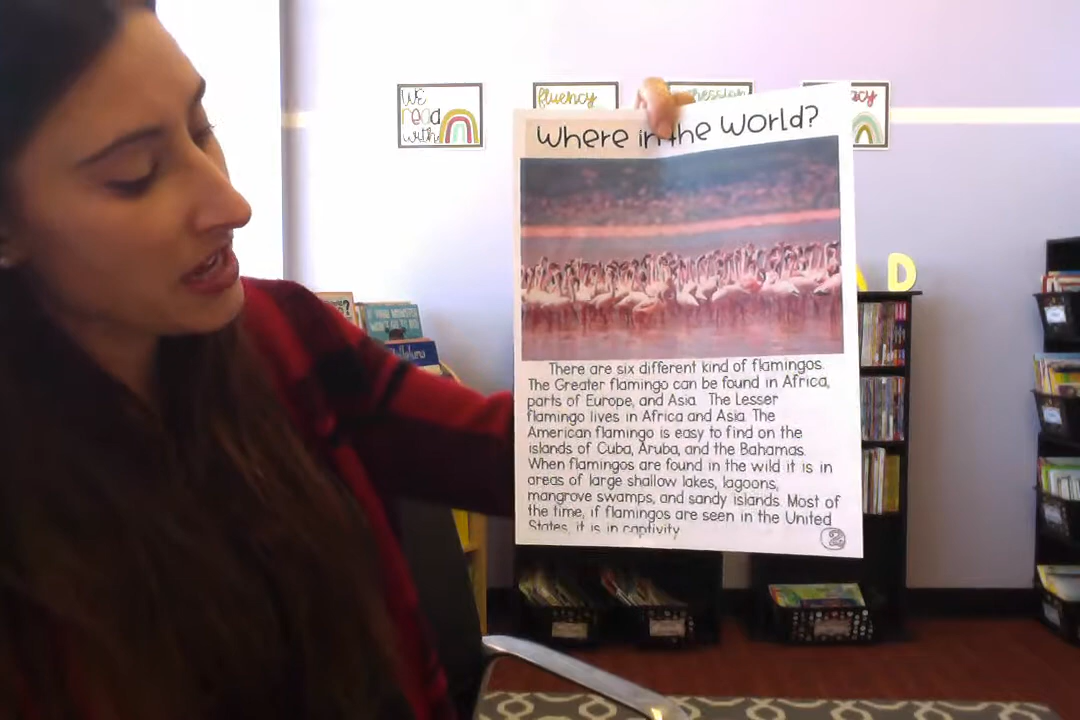 We
read
with
fluency
Where in the World?
There are six different kind of flamingos.
The Greater flamingo can be found in Africa,
parts of Europe, and Asia. The Lesser
flamingo lives in Africa and Asia. The
American flamingo is easy to find on the
islands of Cuba, Aruba, and the Bahamas.
When flamingos are found in the wild it is in
areas of large shallow lakes, lagoons,
mangrove swamps, and sandy islands. Most of
the time, if flamingos are seen in the United
States, it is in captivity.
2
D